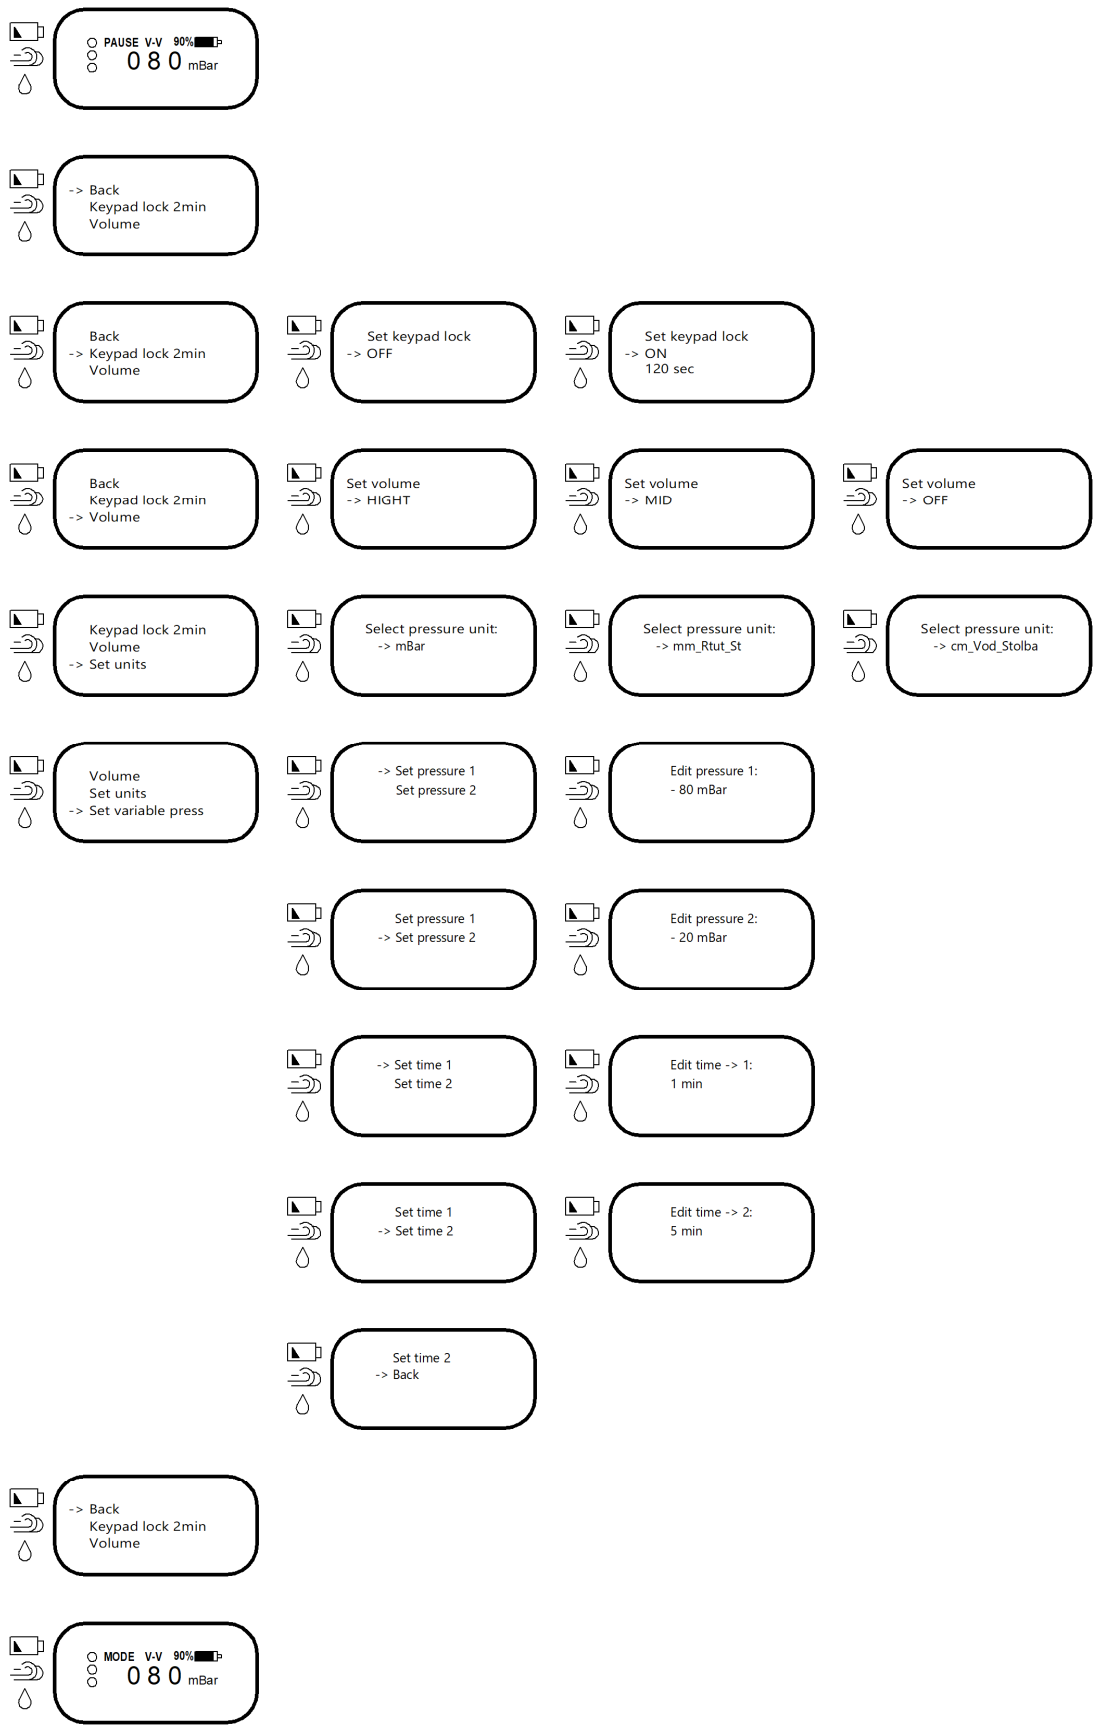 PAUSE V-V 90%
080 mBar
-> Back
Keypad lock 2min
Volume
Back
-> Keypad lock 2min
Volume
Set keypad lock
-> OFF
Set keypad lock
-> ON
120 sec
Back
Keypad lock 2min
-> Volume
Set volume
-> HIGHT
Set volume
-> MID
Set volume
-> OFF
Keypad lock 2min
Volume
-> Set units
Select pressure unit:
-> mBar
Select pressure unit:
-> mm_Rtut_St
Select pressure unit:
-> cm_Vod_Stolba
Volume
Set units
-> Set variable press
-> Set pressure 1
Set pressure 2
Edit pressure 1:
- 80 mBar
Set pressure 1
-> Set pressure 2
Edit pressure 2:
- 20 mBar
-> Set time 1
Set time 2
Edit time -> 1:
1 min
Set time 1
-> Set time 2
Edit time -> 2:
5 min
Set time 2
-> Back
-> Back
Keypad lock 2min
Volume
MODE V-V 90%
080 mBar